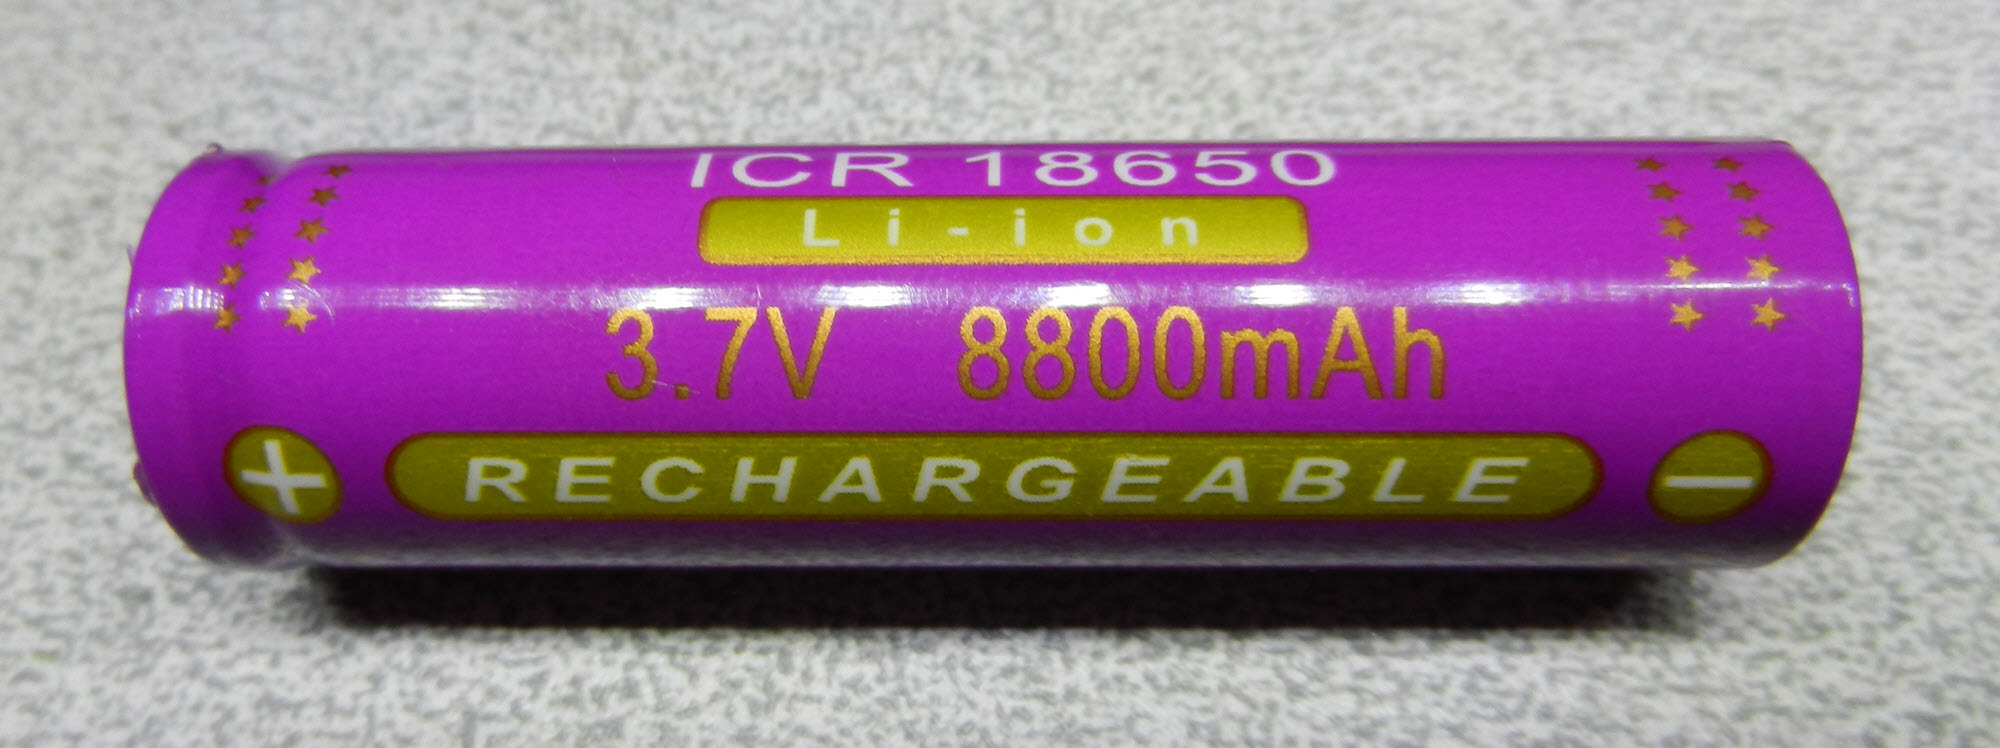 ICR 18650
Li-ion
3.7V 8800mAh
+ RECHARGEABLE −